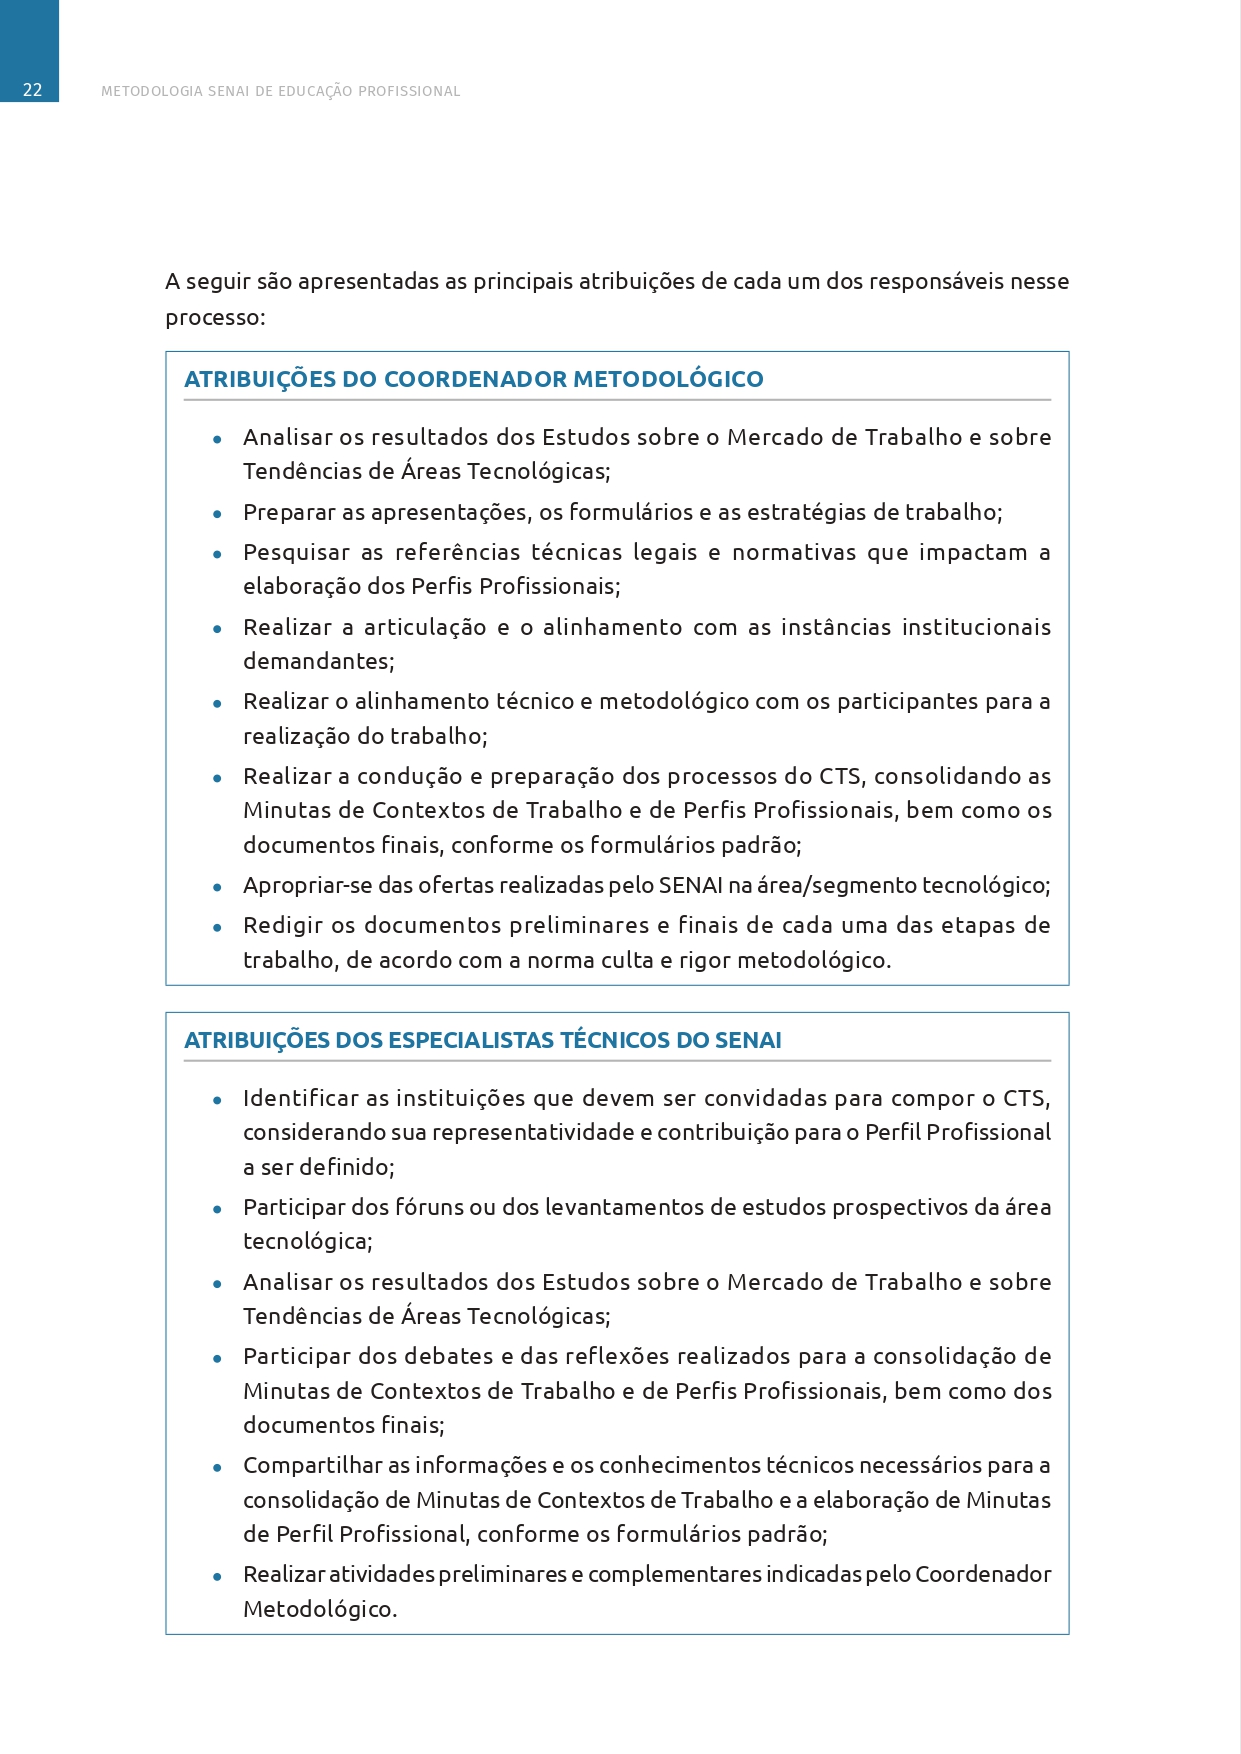 22
METODOLOGIA SENAI DE EDUCAÇÃO PROFISSIONAL
A seguir são apresentadas as principais atribuições de cada um dos responsáveis nesse
processo:
ATRIBUIÇÕES DO COORDENADOR METODOLÓGICO
• Analisar os resultados dos Estudos sobre o Mercado de Trabalho e sobre
Tendências de Áreas Tecnológicas;
• Preparar as apresentações, os formulários e as estratégias de trabalho;
• Pesquisar as referências técnicas legais e normativas que impactam a
elaboração dos Perfis Profissionais;
• Realizar a articulação e o alinhamento com as instâncias institucionais
demandantes;
• Realizar o alinhamento técnico e metodológico com os participantes para a
realização do trabalho;
• Realizar a condução e preparação dos processos do CTS, consolidando as
Minutas de Contextos de Trabalho e de Perfis Profissionais, bem como os
documentos finais, conforme os formulários padrão;
• Apropriar-se das ofertas realizadas pelo SENAI na área/segmento tecnológico;
• Redigir os documentos preliminares e finais de cada uma das etapas de
trabalho, de acordo com a norma culta e rigor metodológico.
ATRIBUIÇÕES DOS ESPECIALISTAS TÉCNICOS DO SENAI
• Identificar as instituições que devem ser convidadas para compor o CTS,
considerando sua representatividade e contribuição para o Perfil Profissional
a ser definido;
• Participar dos fóruns ou dos levantamentos de estudos prospectivos da área
tecnológica;
• Analisar os resultados dos Estudos sobre o Mercado de Trabalho e sobre
Tendências de Áreas Tecnológicas;
• Participar dos debates e das reflexões realizados para a consolidação de
Minutas de Contextos de Trabalho e de Perfis Profissionais, bem como dos
documentos finais;
• Compartilhar as informações e os conhecimentos técnicos necessários para a
consolidação de Minutas de Contextos de Trabalho e a elaboração de Minutas
de Perfil Profissional, conforme os formulários padrão;
• Realizar atividades preliminares e complementares indicadas pelo Coordenador
Metodológico.